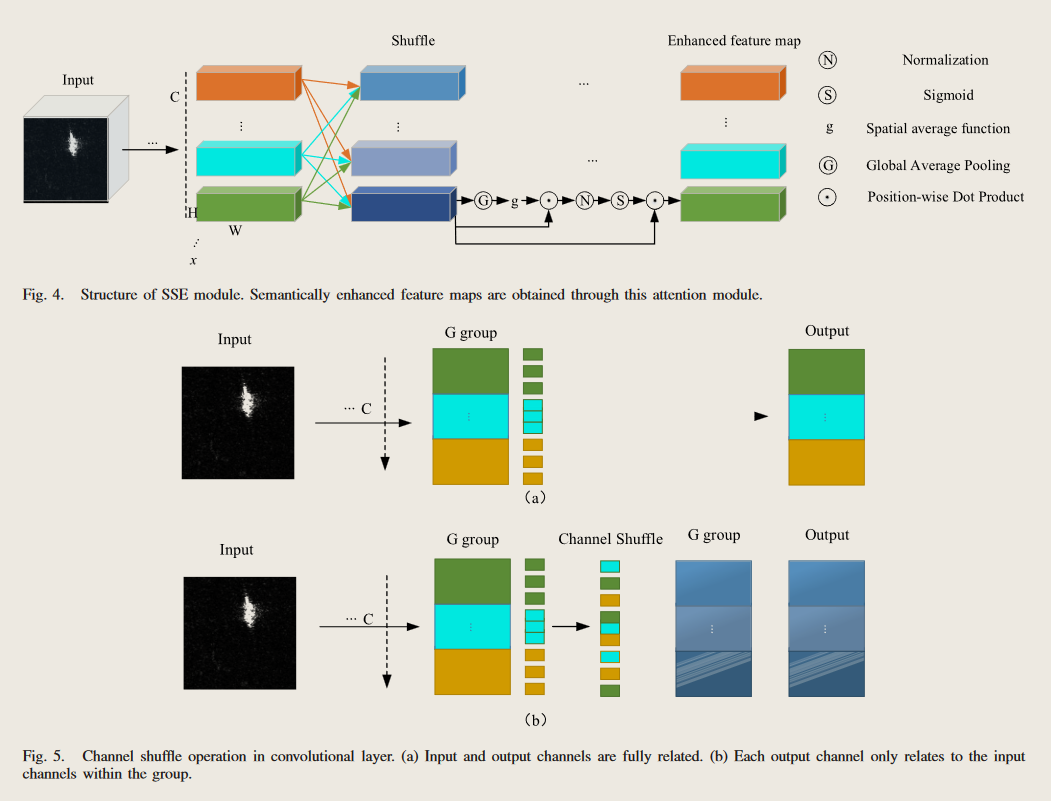 Shuffle
Enhanced feature map
Input
C
...
...
...
...
H
W
x
G
g
N
S
N Normalization
S Sigmoid
g Spatial average function
G Global Average Pooling
Position-wise Dot Product
Fig. 4. Structure of SSE module. Semantically enhanced feature maps are obtained through this attention module.
Input
G group
Output
... C
(a)
Input
G group
Channel Shuffle
G group
Output
... C
(b)
Fig. 5. Channel shuffle operation in convolutional layer. (a) Input and output channels are fully related. (b) Each output channel only relates to the input
channels within the group.